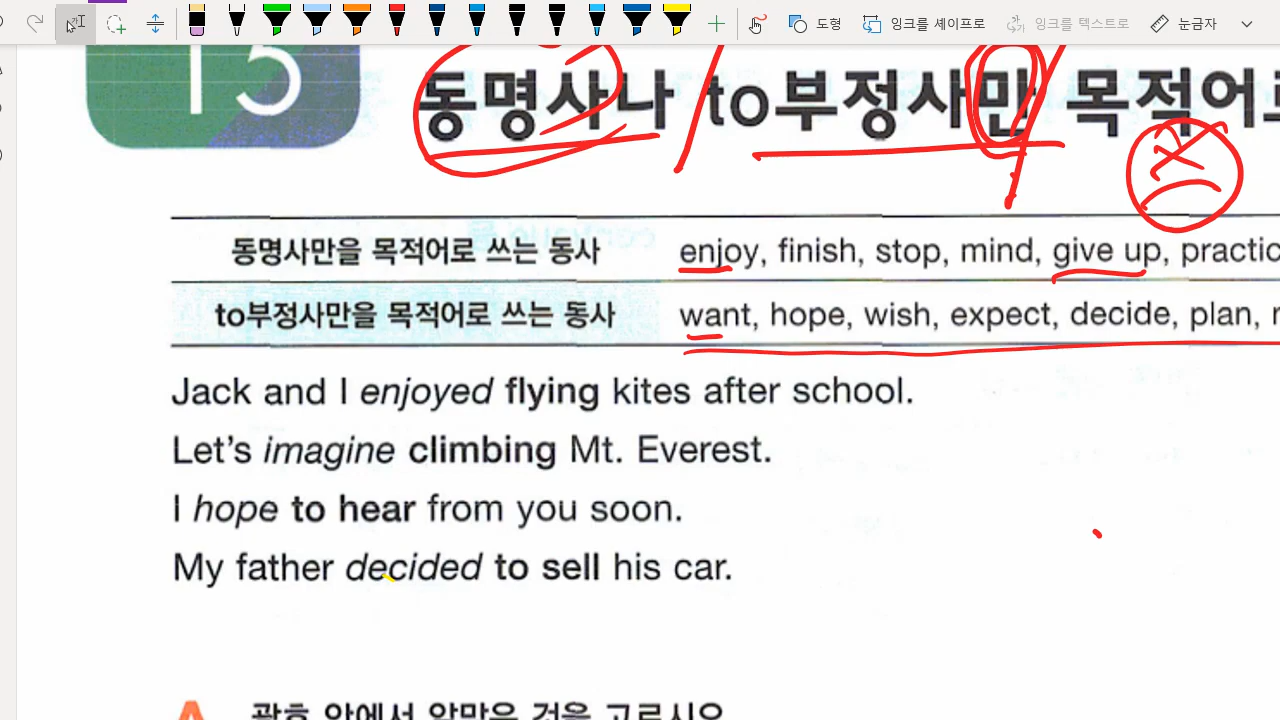 도형 잉크를 셰이프로 잉크를 텍스트로 눈금자
15
동명사나 to부정사만 목적어로
동명사만을 목적어로 쓰는 동사 enjoy, finish, stop, mind, give up, practic
to부정사만을 목적어로 쓰는 동사 want, hope, wish, expect, decide, plan,
Jack and I enjoyed flying kites after school.
Let's imagine climbing Mt. Everest.
I hope to hear from you soon.
My father decided to sell his car.
A 괄호 안에서 알맞은 것을 고르시오